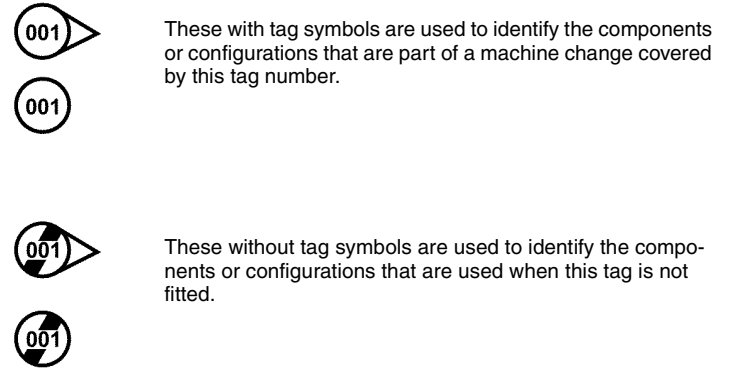 001
These with tag symbols are used to identify the components
or configurations that are part of a machine change covered
by this tag number.
001
001
These without tag symbols are used to identify the compo-
nents or configurations that are used when this tag is not
fitted.
001